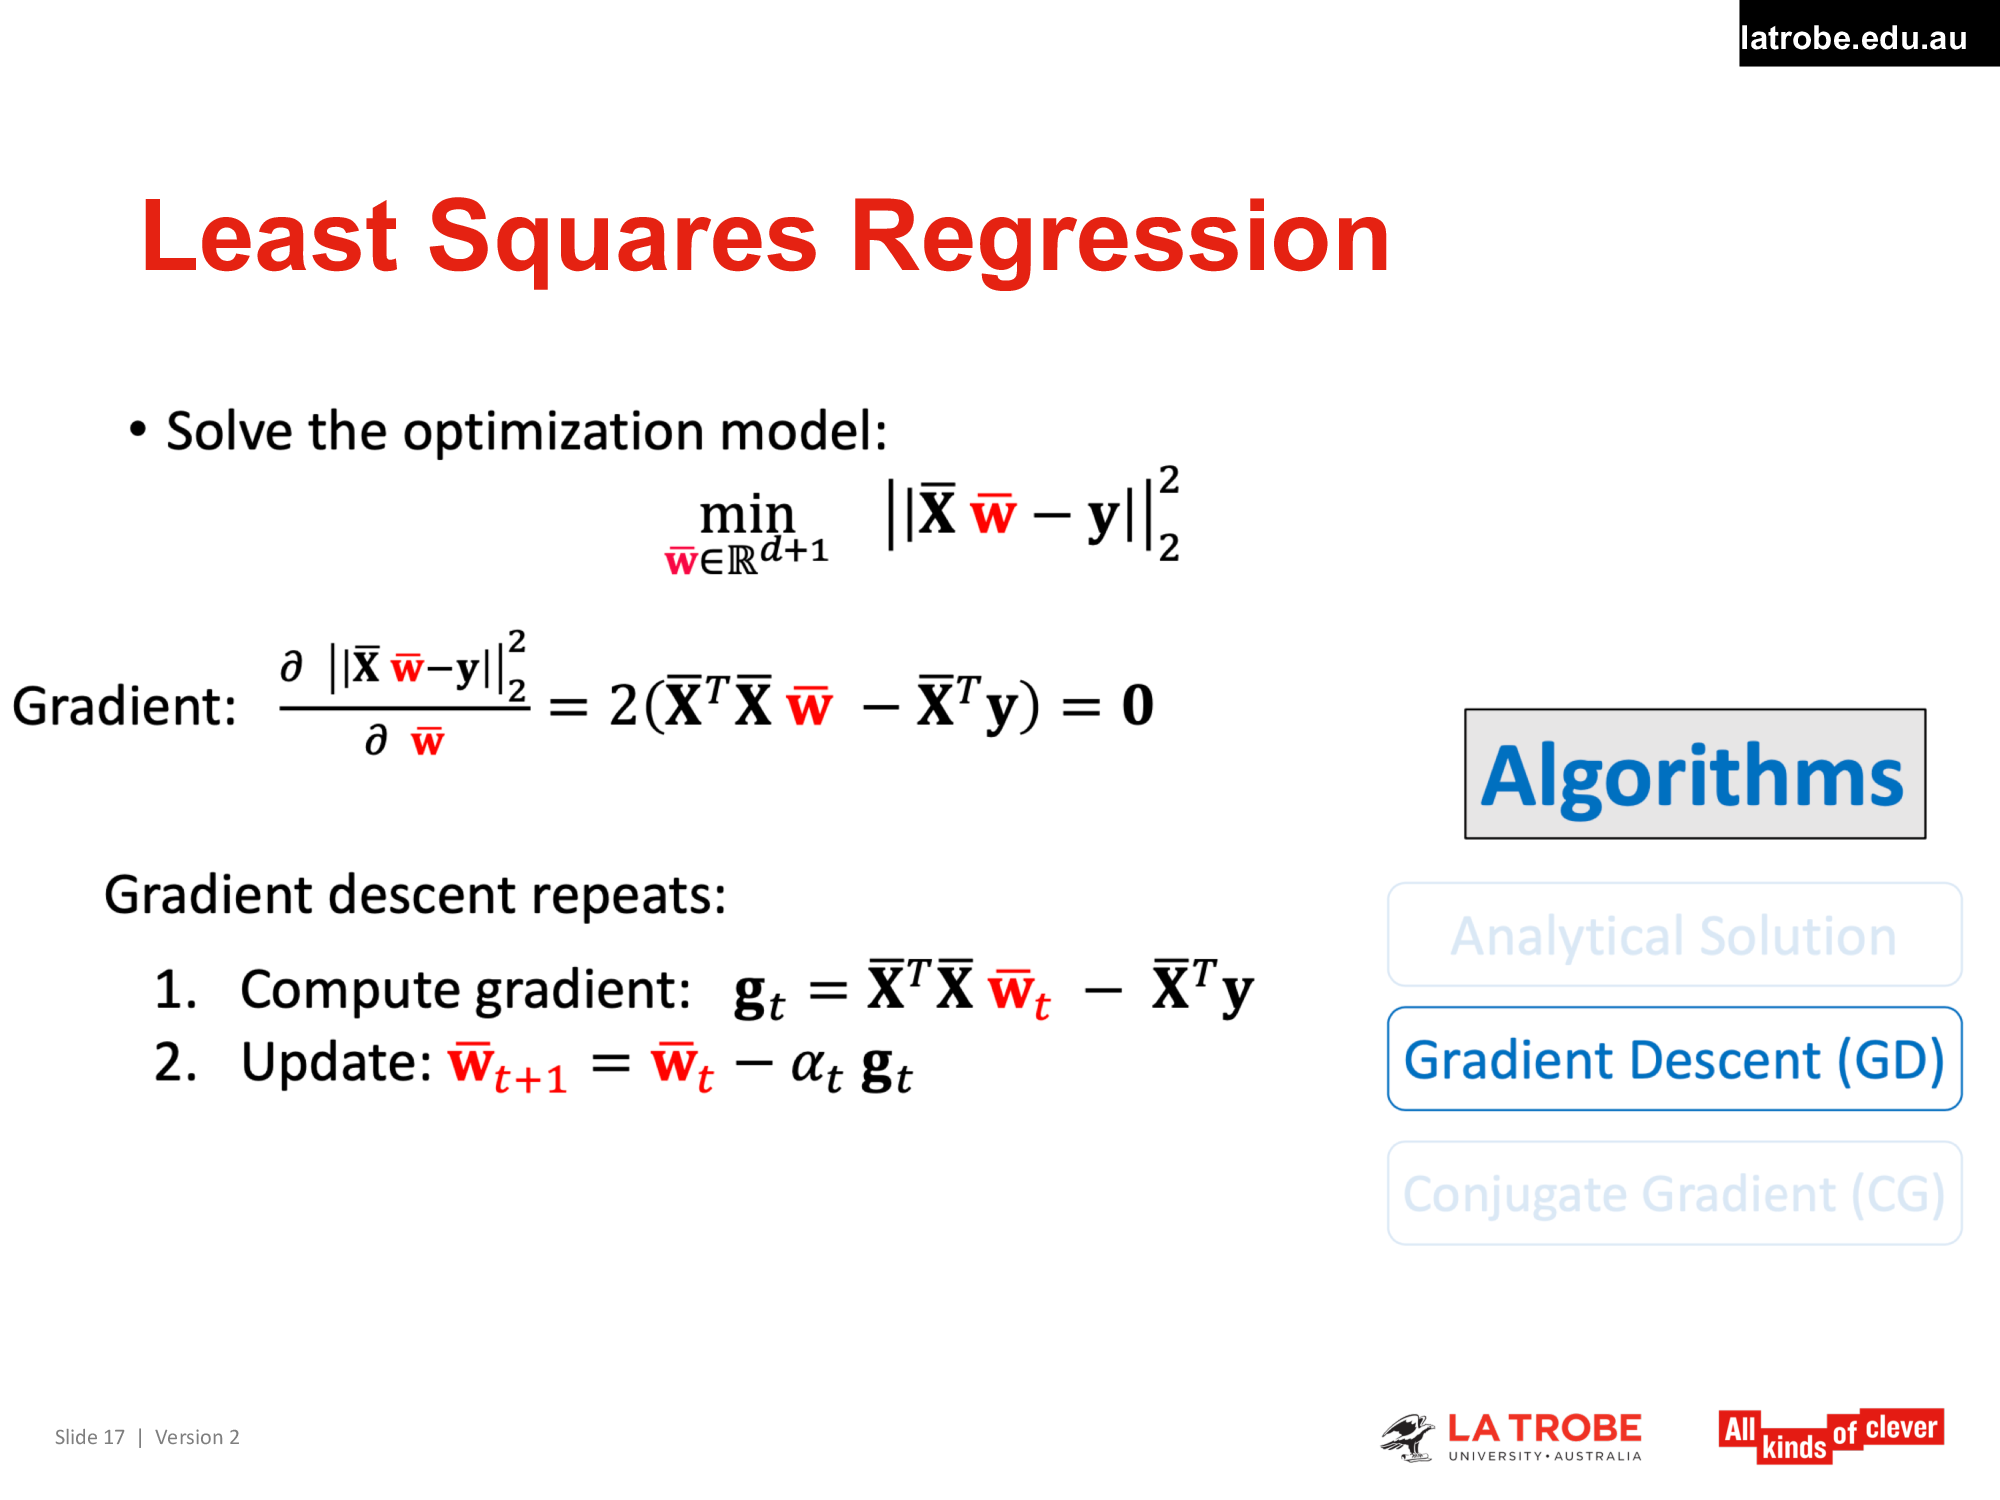 latrobe.edu.au
Least Squares Regression
• Solve the optimization model:
min ||X̅ w̅ − y||₂²
w̅∈ℝᵈ⁺¹
Gradient: ∂ ||X̅ w̅−y||₂² / ∂ w̅ = 2(X̅ᵀX̅ w̅ − X̅ᵀy) = 0
Algorithms
Gradient descent repeats:
Analytical Solution
1. Compute gradient: gₜ = X̅ᵀX̅ w̅ₜ − X̅ᵀy
2. Update: w̅ₜ₊₁ = w̅ₜ − αₜ gₜ
Gradient Descent (GD)
Conjugate Gradient (CG)
Slide 17 | Version 2
LA TROBE
UNIVERSITY • AUSTRALIA
All kinds of clever